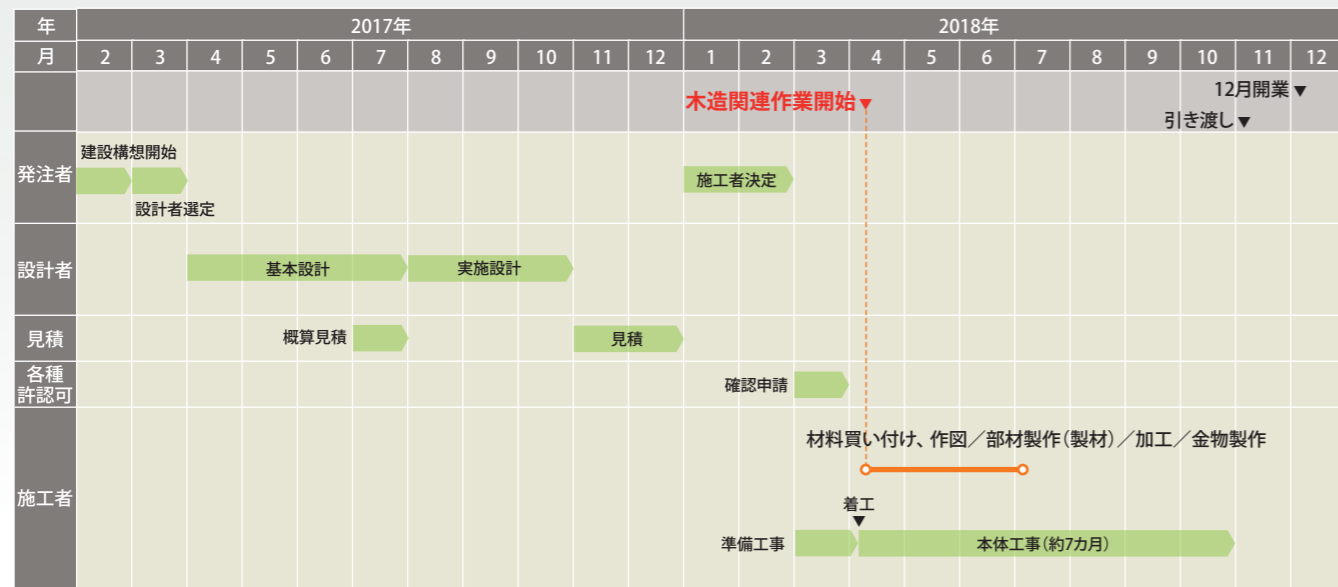 年 2017年 2018年
月 2 3 4 5 6 7 8 9 10 11 12 1 2 3 4 5 6 7 8 9 10 11 12
12月開業▼
木造関連作業開始▼
引き渡し▼
発注者
建設構想開始
設計者選定
施工者決定
設計者
基本設計
実施設計
見積
概算見積
見積
各種
許認可
確認申請
施工者
材料買い付け、作図／部材製作（製材）／加工／金物製作
着工
▼
準備工事
本体工事（約7カ月）